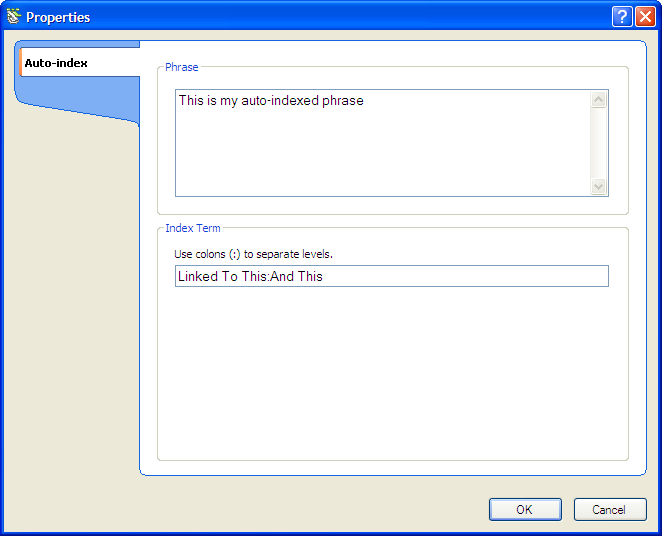 Properties
Auto-index
Phrase
This is my auto-indexed phrase
Index Term
Use colons (:) to separate levels.
Linked To This:And This
OK
Cancel